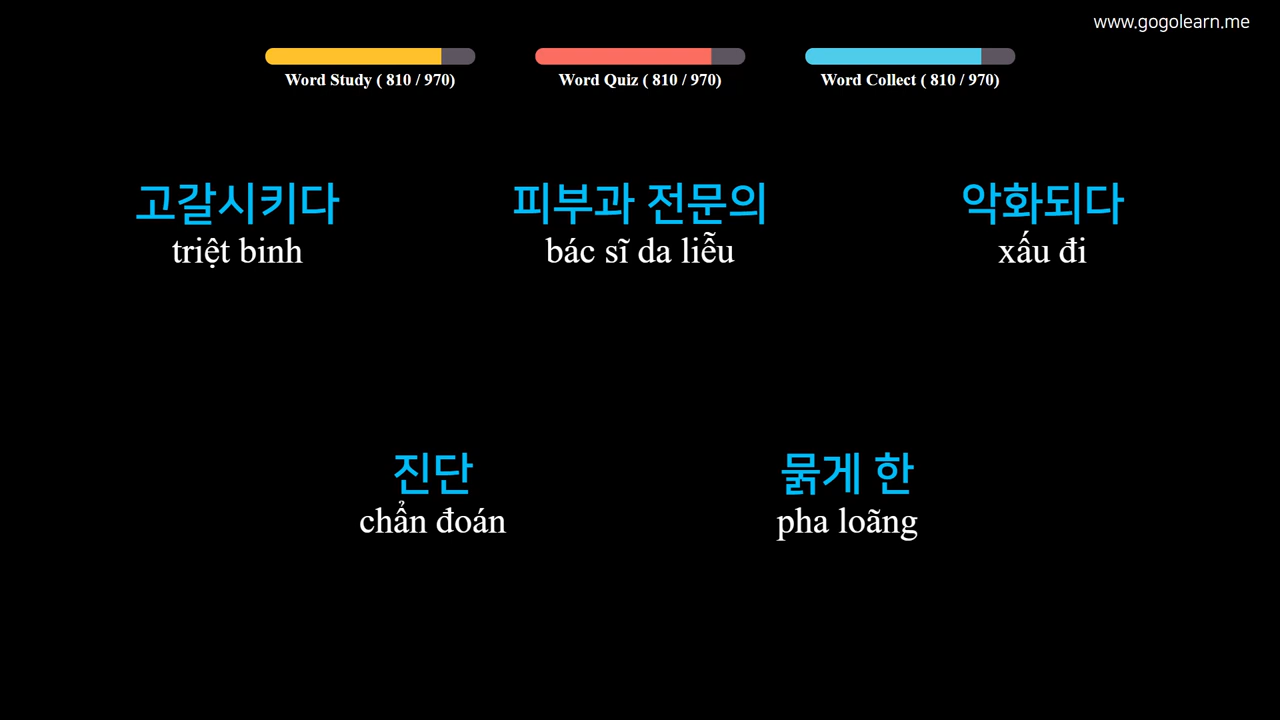 www.gogolearn.me
Word Study ( 810 / 970)
Word Quiz ( 810 / 970)
Word Collect ( 810 / 970)
고갈시키다
triệt binh
피부과 전문의
bác sĩ da liễu
악화되다
xấu đi
진단
chẩn đoán
묽게 한
pha loãng